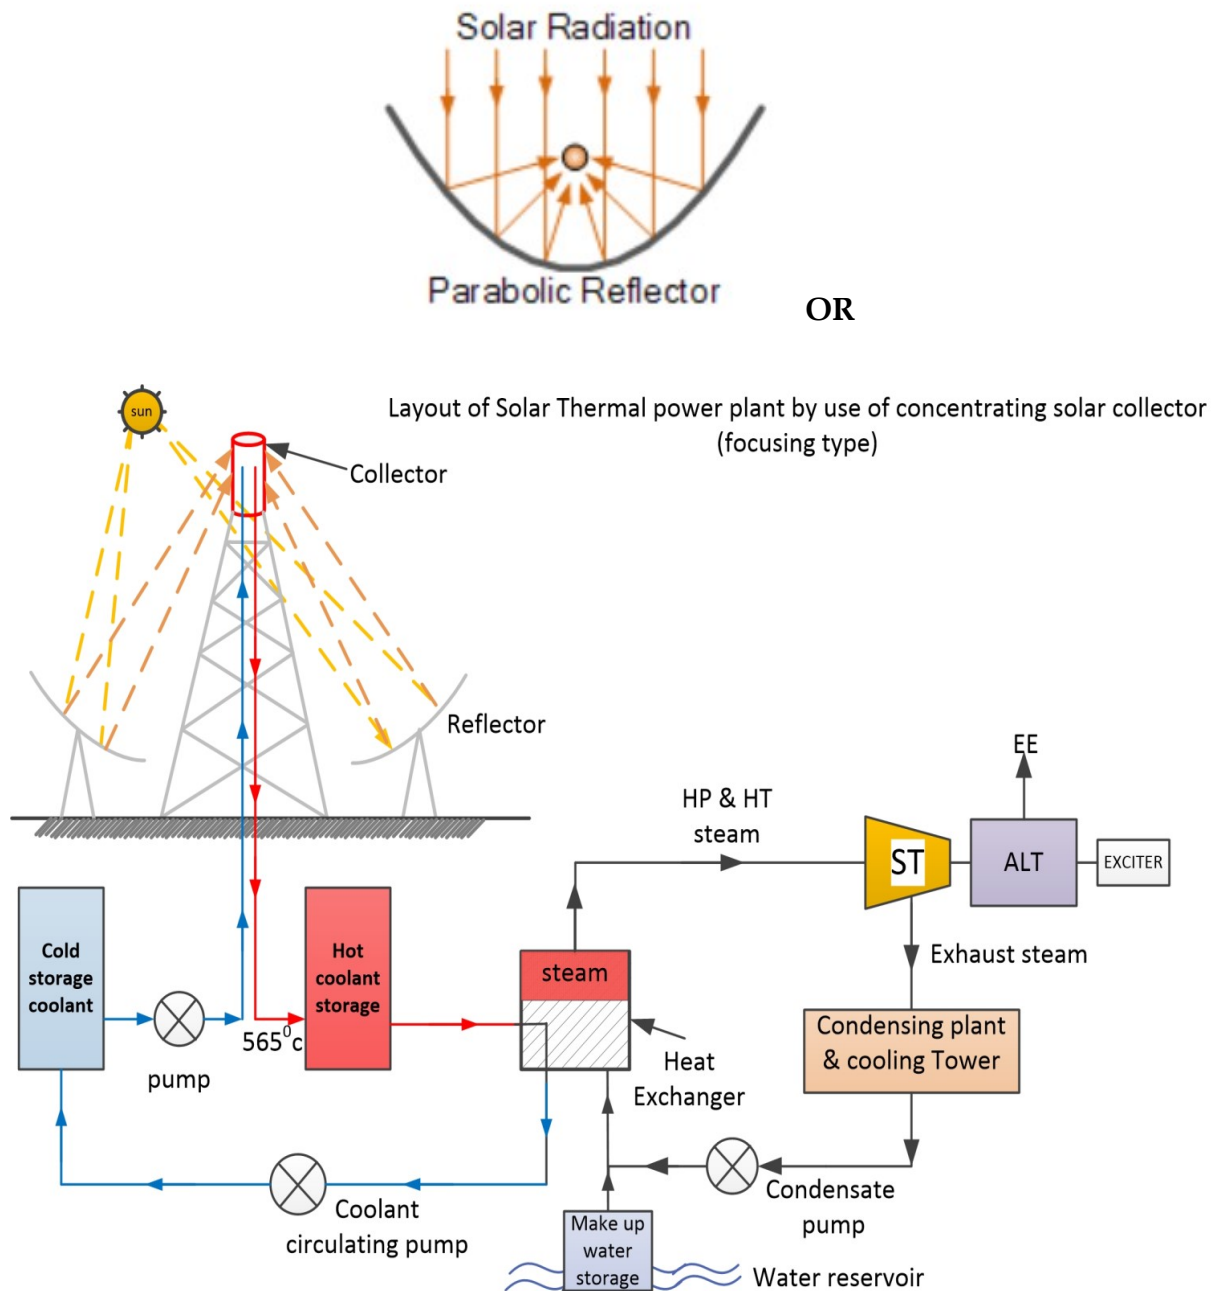 Solar Radiation
Parabolic Reflector
OR
Layout of Solar Thermal power plant by use of concentrating solar collector
(focusing type)
sun
Collector
Reflector
EE
HP & HT
steam
ST
ALT
EXCITER
Cold
storage
coolant
Hot
coolant
storage
steam
Exhaust steam
565⁰c
pump
Heat
Exchanger
Condensing plant
& cooling Tower
Coolant
circulating pump
Condensate
pump
Make up
water
storage
Water reservoir